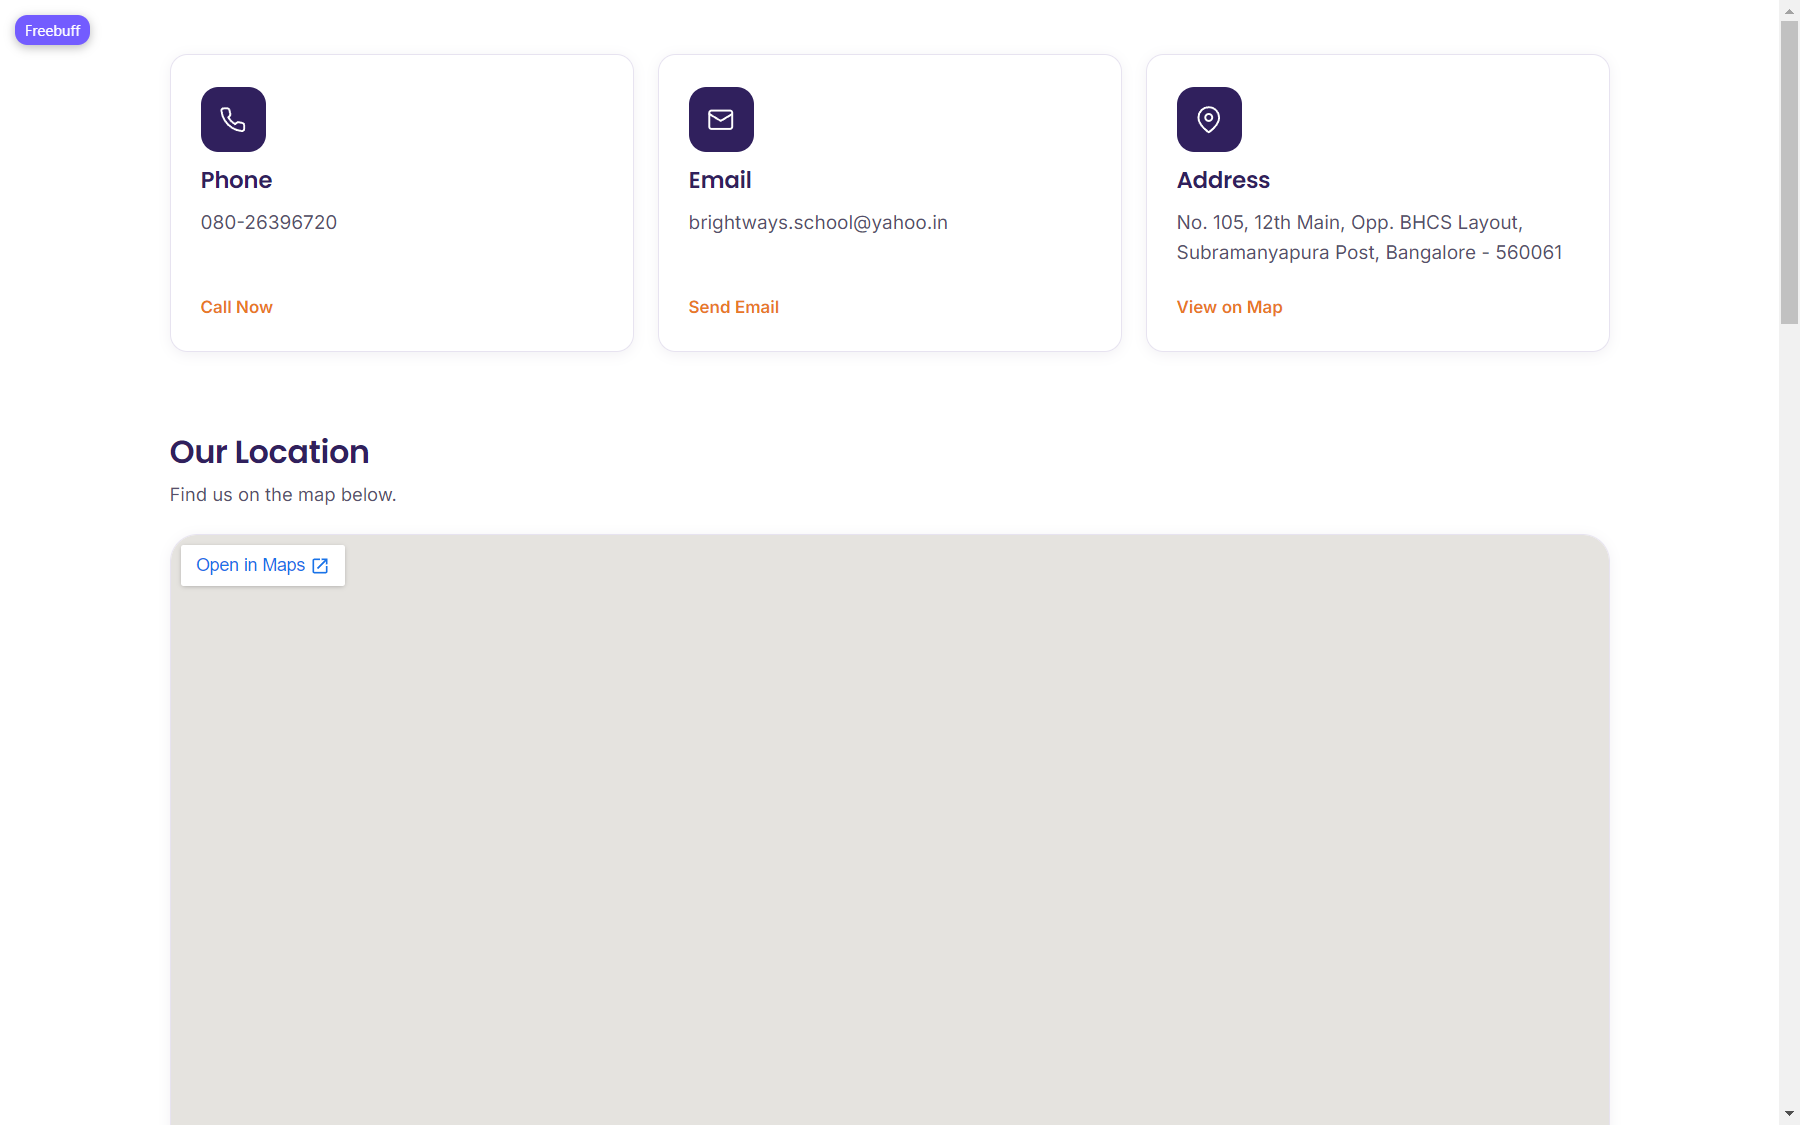 Freebuff
Phone
080-26396720
Call Now
Email
brightways.school@yahoo.in
Send Email
Address
No. 105, 12th Main, Opp. BHCS Layout,
Subramanyapura Post, Bangalore - 560061
View on Map
Our Location
Find us on the map below.
Open in Maps